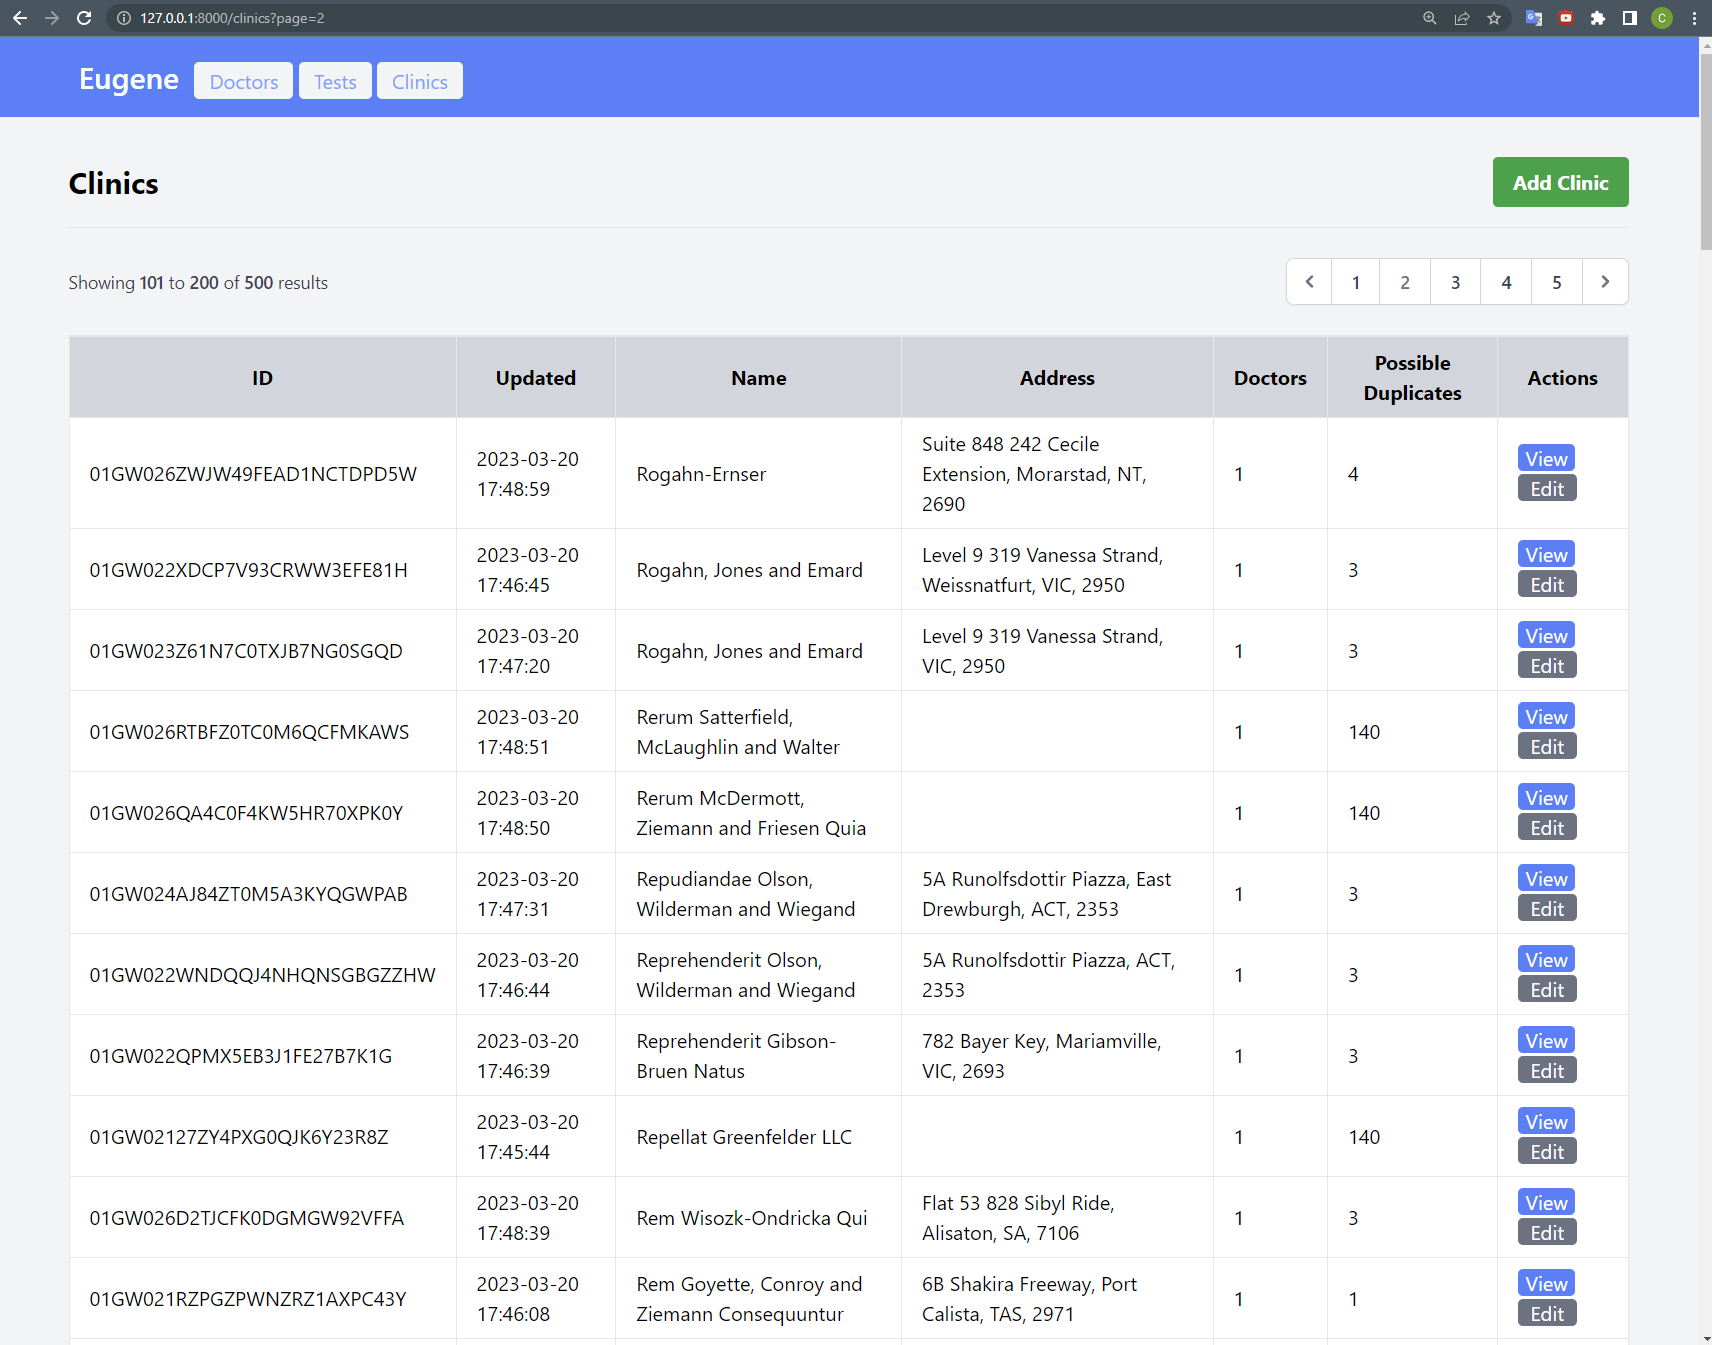 127.0.0.1:8000/clinics?page=2
C
Eugene Doctors Tests Clinics
Clinics
Add Clinic
Showing 101 to 200 of 500 results
1 2 3 4 5
ID Updated Name Address Doctors Possible Duplicates Actions
01GW026ZWJW49FEAD1NCTDPD5W
2023-03-20
17:48:59
Rogahn-Ernser
Suite 848 242 Cecile
Extension, Morarstad, NT,
2690
1
4
View
Edit
01GW022XDCP7V93CRWW3EFE81H
2023-03-20
17:46:45
Rogahn, Jones and Emard
Level 9 319 Vanessa Strand,
Weissnatfurt, VIC, 2950
1
3
View
Edit
01GW023Z61N7C0TXJB7NG0SGQD
2023-03-20
17:47:20
Rogahn, Jones and Emard
Level 9 319 Vanessa Strand,
VIC, 2950
1
3
View
Edit
01GW026RTBFZ0TC0M6QCFMKAWS
2023-03-20
17:48:51
Rerum Satterfield,
McLaughlin and Walter
1
140
View
Edit
01GW026QA4C0F4KW5HR70XPK0Y
2023-03-20
17:48:50
Rerum McDermott,
Ziemann and Friesen Quia
1
140
View
Edit
01GW024AJ84ZT0M5A3KYQGWPAB
2023-03-20
17:47:31
Repudiandae Olson,
Wilderman and Wiegand
5A Runolfsdottir Piazza, East
Drewburgh, ACT, 2353
1
3
View
Edit
01GW022WNDQQJ4NHQNSGBGZZHW
2023-03-20
17:46:44
Reprehenderit Olson,
Wilderman and Wiegand
5A Runolfsdottir Piazza, ACT,
2353
1
3
View
Edit
01GW022QPMX5EB3J1FE27B7K1G
2023-03-20
17:46:39
Reprehenderit Gibson-
Bruen Natus
782 Bayer Key, Mariamville,
VIC, 2693
1
3
View
Edit
01GW02127ZY4PXG0QJK6Y23R8Z
2023-03-20
17:45:44
Repellat Greenfelder LLC
1
140
View
Edit
01GW026D2TJCFK0DGMGW92VFFA
2023-03-20
17:48:39
Rem Wisozk-Ondricka Qui
Flat 53 828 Sibyl Ride,
Alisaton, SA, 7106
1
3
View
Edit
01GW021RZPGZPWNZRZ1AXPC43Y
2023-03-20
17:46:08
Rem Goyette, Conroy and
Ziemann Consequuntur
6B Shakira Freeway, Port
Calista, TAS, 2971
1
1
View
Edit